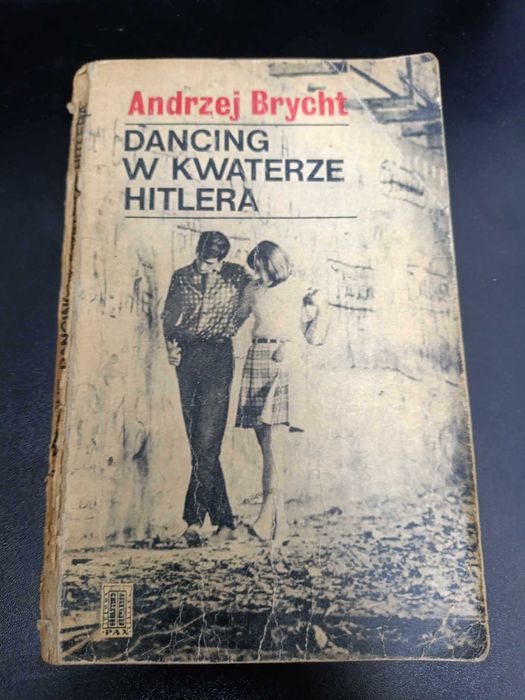 Andrzej Brycht
DANCING
W KWATERZE
HITLERA
PAX